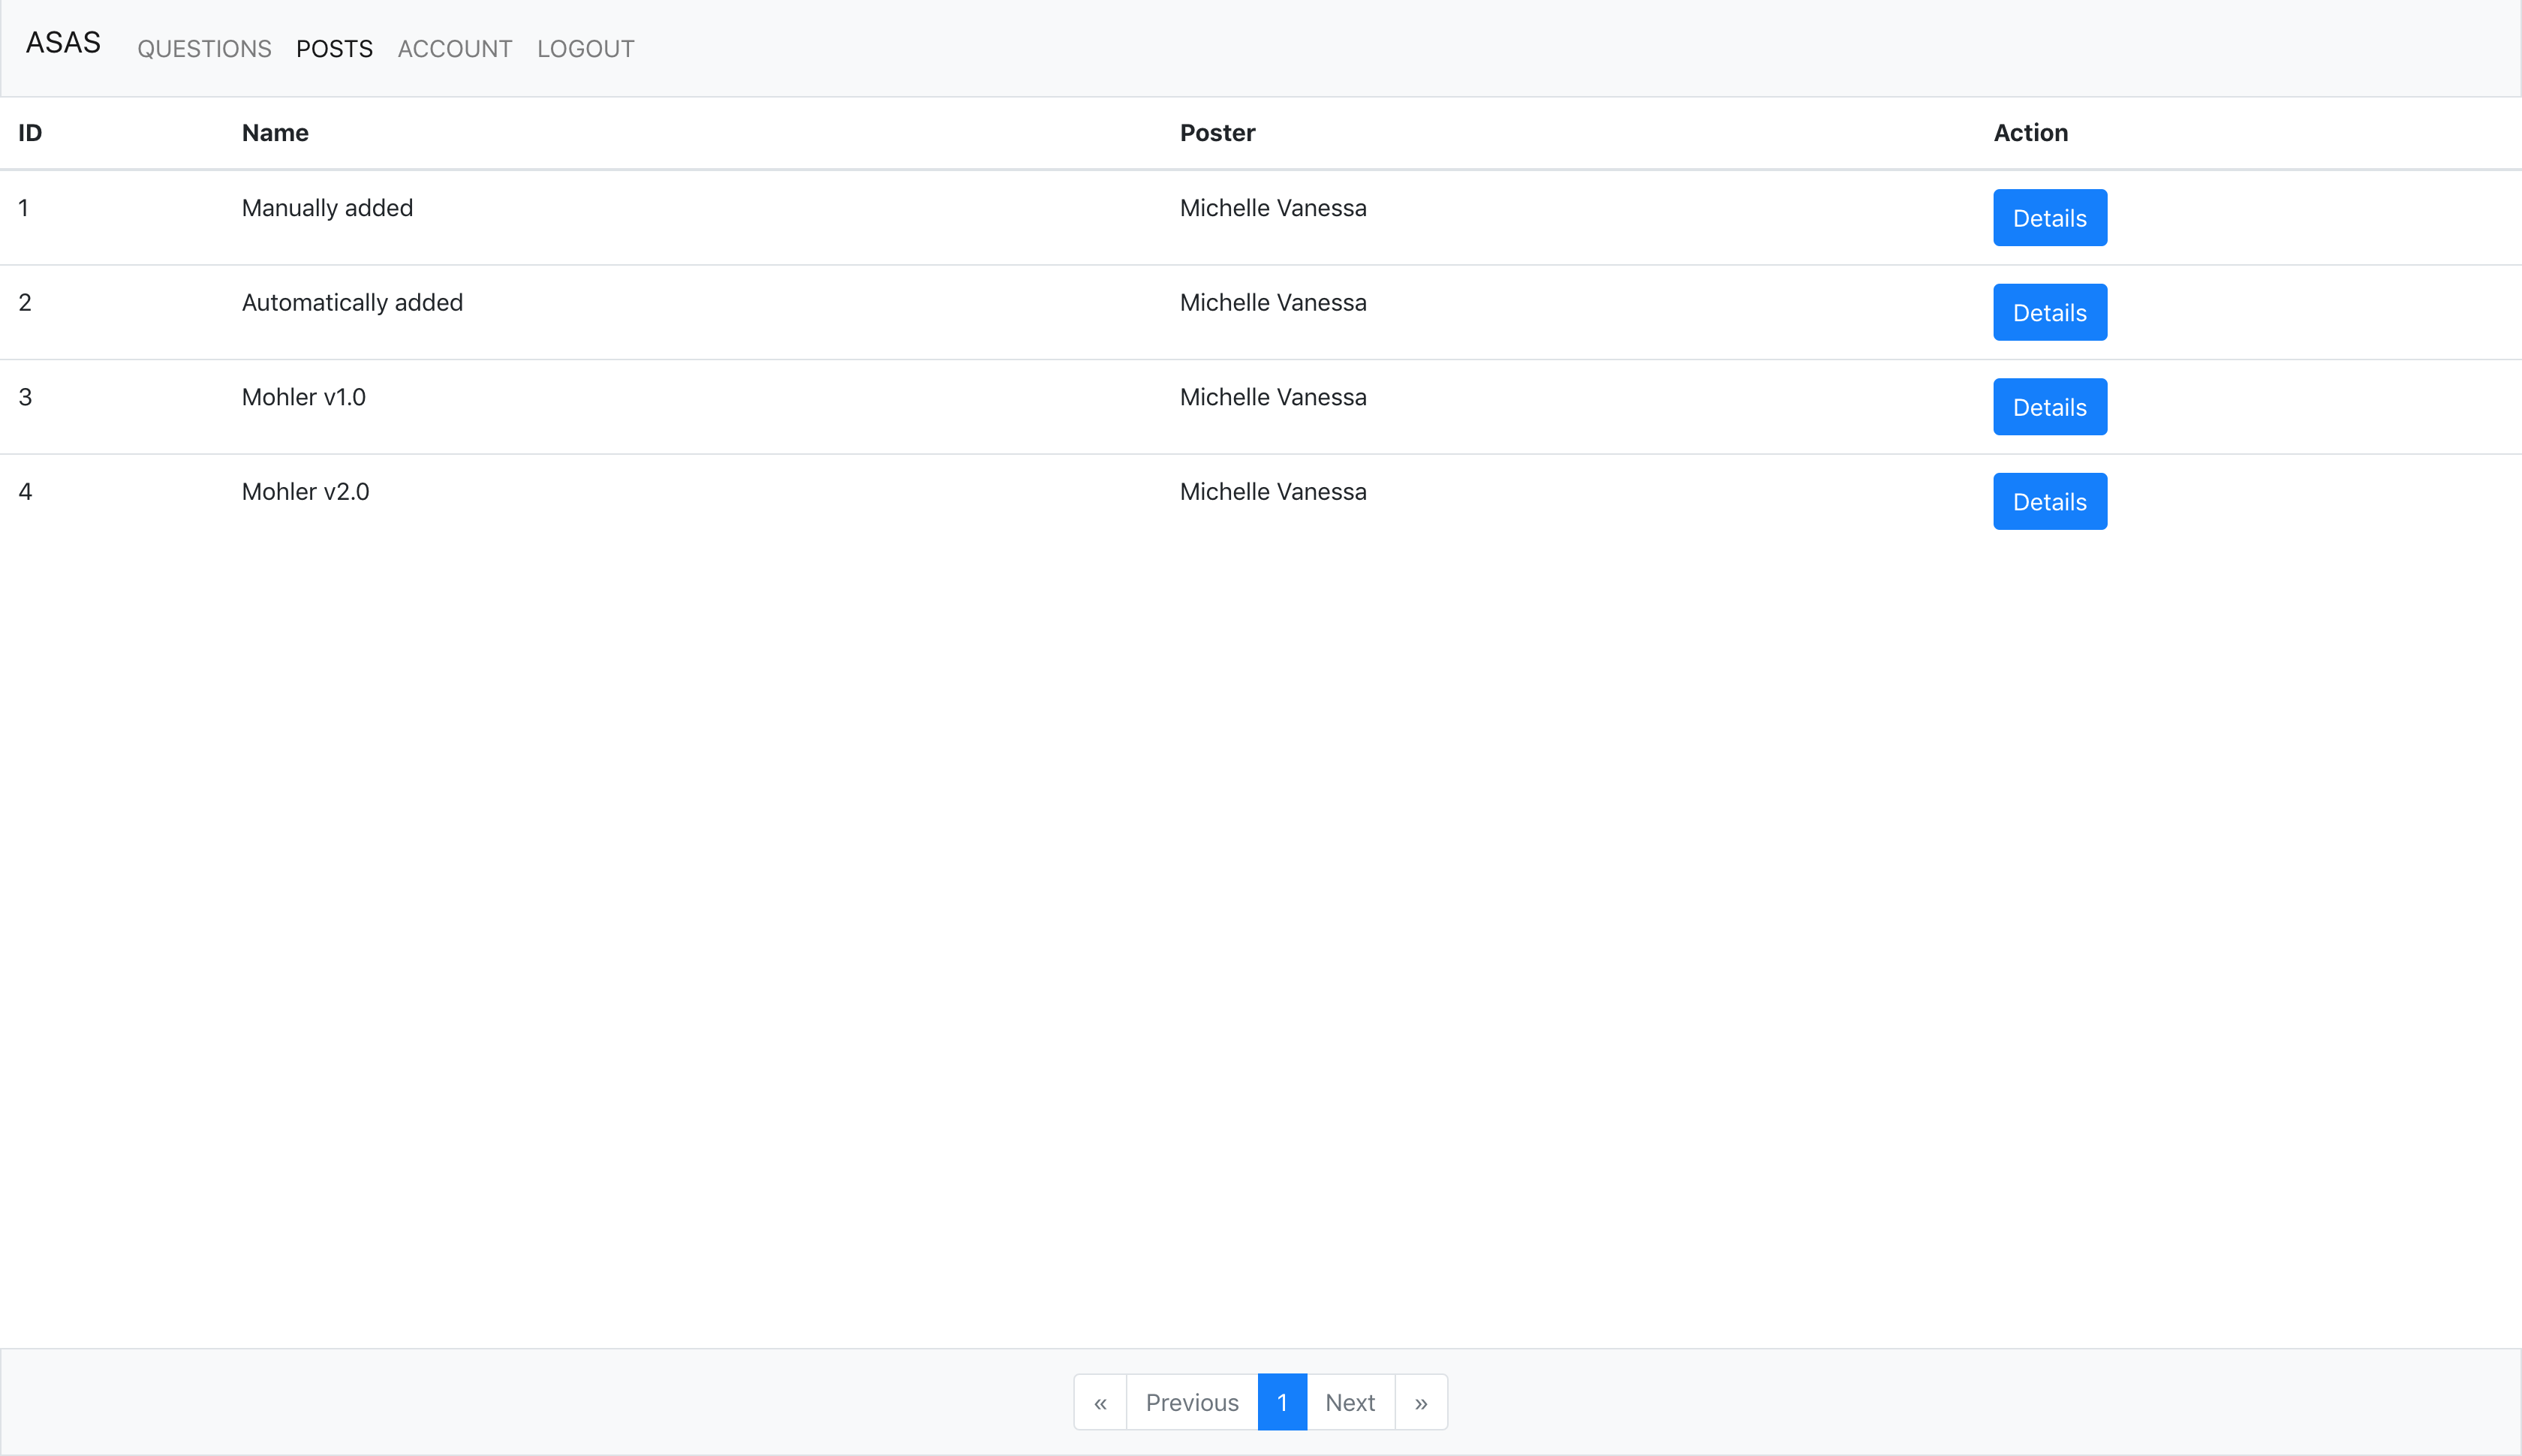 ASAS QUESTIONS POSTS ACCOUNT LOGOUT
ID Name Poster Action
1 Manually added Michelle Vanessa Details
2 Automatically added Michelle Vanessa Details
3 Mohler v1.0 Michelle Vanessa Details
4 Mohler v2.0 Michelle Vanessa Details
« Previous 1 Next »